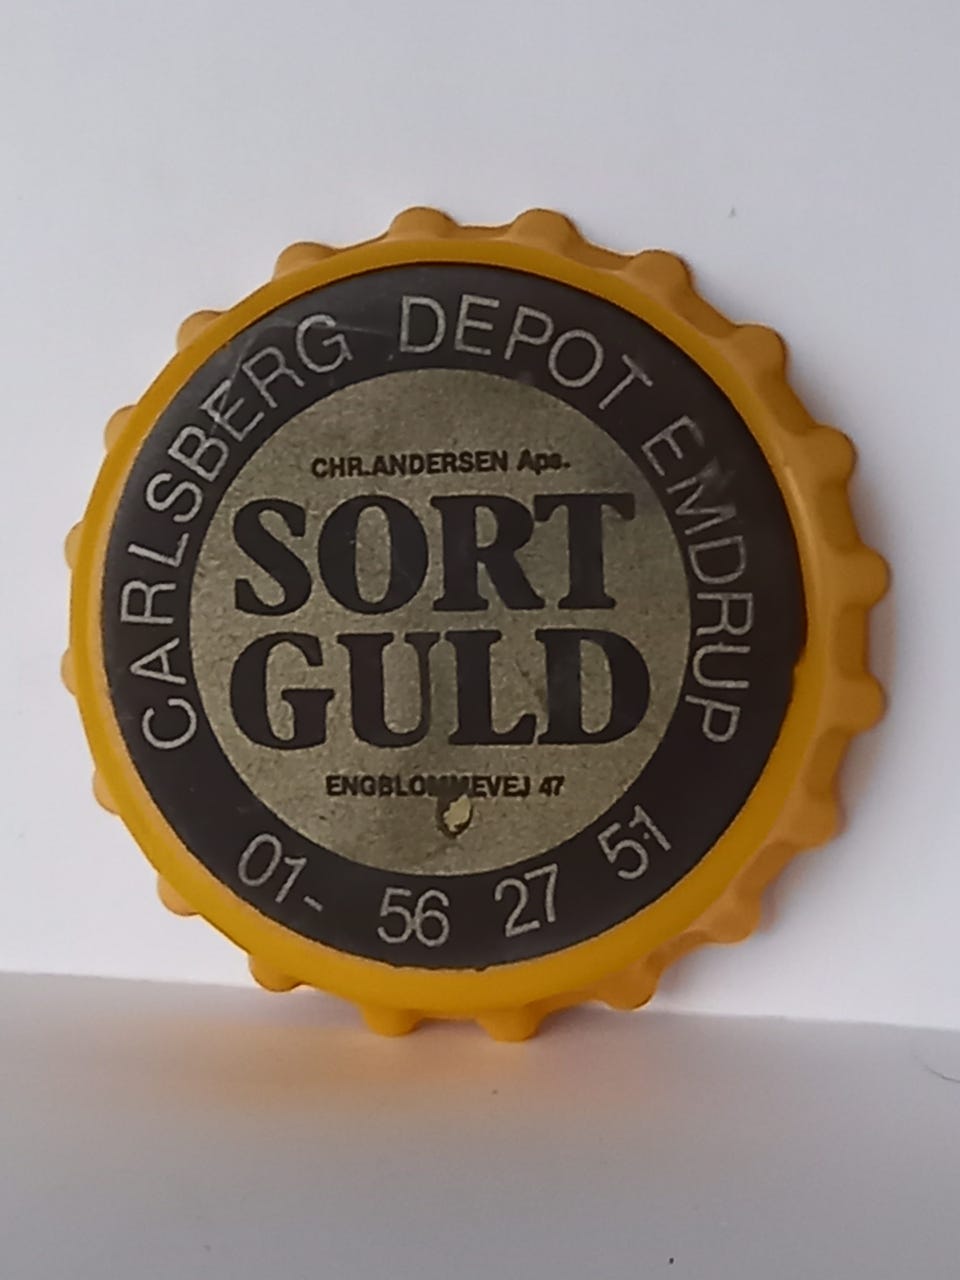 CARLSBERG DEPOT EMDRUP
CHR.ANDERSEN Aps.
SORT
GULD
ENGBLOMMEVEJ 47
01- 56 27 51